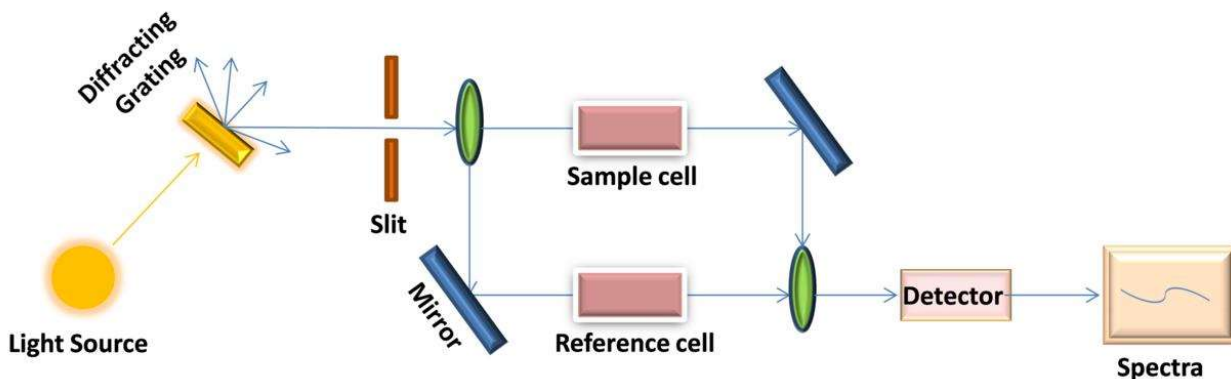 Diffracting
Grating
Light Source
Slit
Mirror
Sample cell
Reference cell
Detector
Spectra